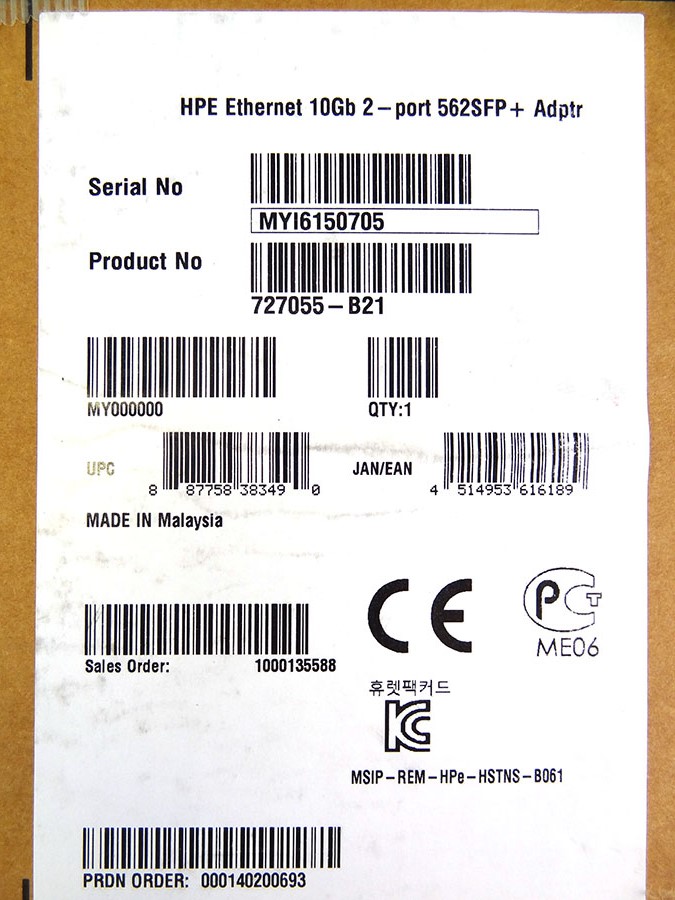 HPE Ethernet 10Gb 2-port 562SFP+ Adptr
Serial No
MYI6150705
Product No
727055-B21
MY000000
QTY:1
UPC 8 87758 38349 0
JAN/EAN 4 514953 616189
MADE IN Malaysia
CE
PCT
ME06
Sales Order: 1000135588
휴렛팩커드
KC
MSIP-REM-HPe-HSTNS-B061
PRDN ORDER: 000140200693